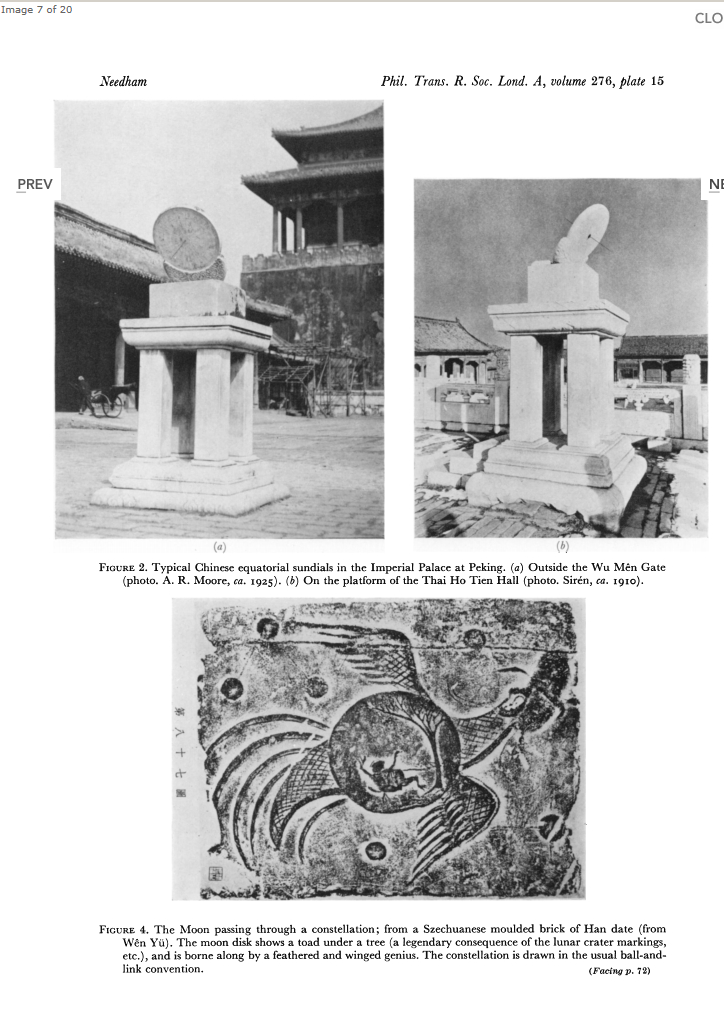 Image 7 of 20
CLO
Needham
Phil. Trans. R. Soc. Lond. A, volume 276, plate 15
PREV
NE
(a)
(b)
FIGURE 2. Typical Chinese equatorial sundials in the Imperial Palace at Peking. (a) Outside the Wu Mên Gate
(photo. A. R. Moore, ca. 1925). (b) On the platform of the Thai Ho Tien Hall (photo. Sirén, ca. 1910).
第八十七圖
FIGURE 4. The Moon passing through a constellation; from a Szechuanese moulded brick of Han date (from
Wên Yü). The moon disk shows a toad under a tree (a legendary consequence of the lunar crater markings,
etc.), and is borne along by a feathered and winged genius. The constellation is drawn in the usual ball-and-
link convention.
(Facing p. 72)